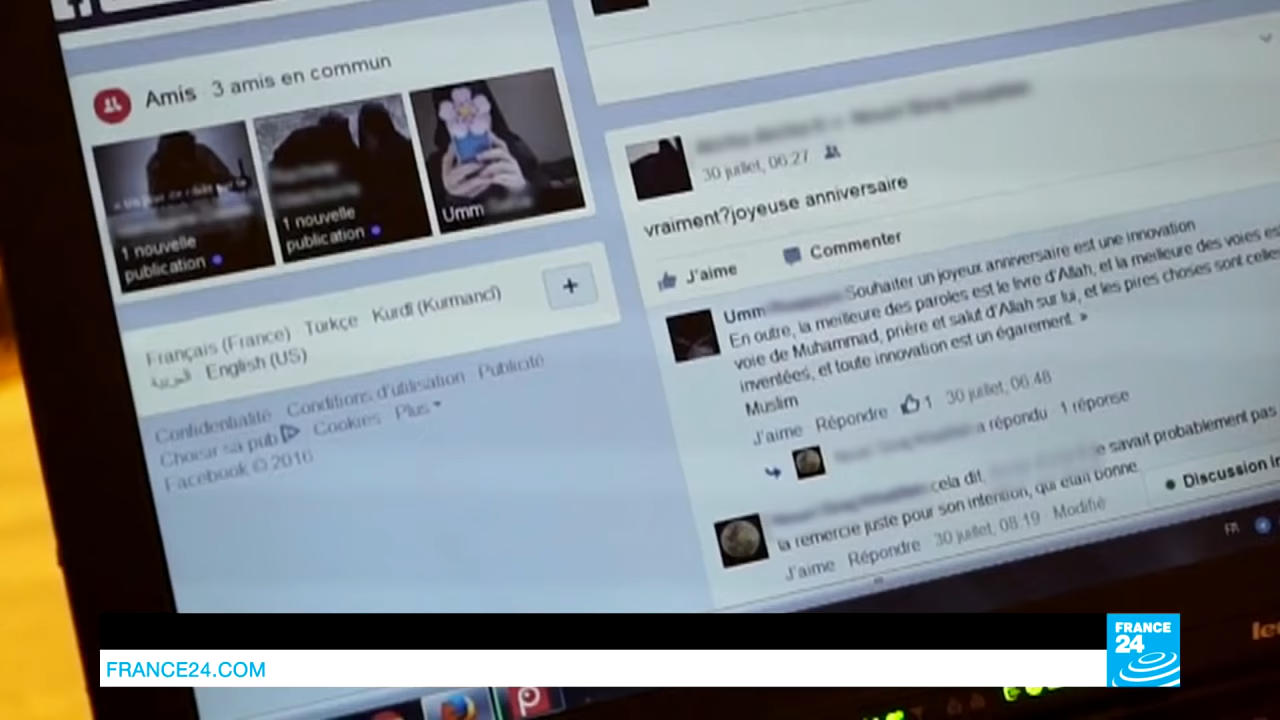 Amis 3 amis en commun
1 nouvelle
publication
1 nouvelle
publication
Umm
Français (France) Türkçe Kurdî (Kurmancî)
العربية English (US)
Confidentialité Conditions d'utilisation Publicité
Choisir sa pub Cookies Plus
Facebook © 2016
30 juillet, 06:27
vraiment?joyeuse anniversaire
J'aime Commenter
Umm Souhaiter un joyeux anniversaire est une innovation
En outre, la meilleure des paroles est le livre d'Allah, et la meilleure des voies es
voie de Muhammad, prière et salut d'Allah sur lui, et les pires choses sont celle
inventées, et toute innovation est un égarement. »
Muslim
J'aime Répondre 1 30 juillet, 06:48
a répondu 1 réponse
cela dit, e savait probablement pas
la remercie juste pour son intention, qui était bonne
J'aime Répondre 30 juillet, 08:19 · Modifié
Discussion in
FR
le
FRANCE
24
FRANCE24.COM